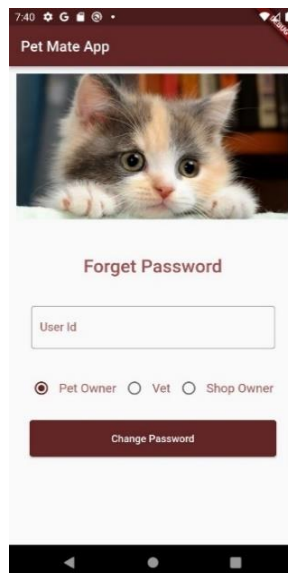 7:40
Pet Mate App
Forget Password
User Id
Pet Owner Vet Shop Owner
Change Password